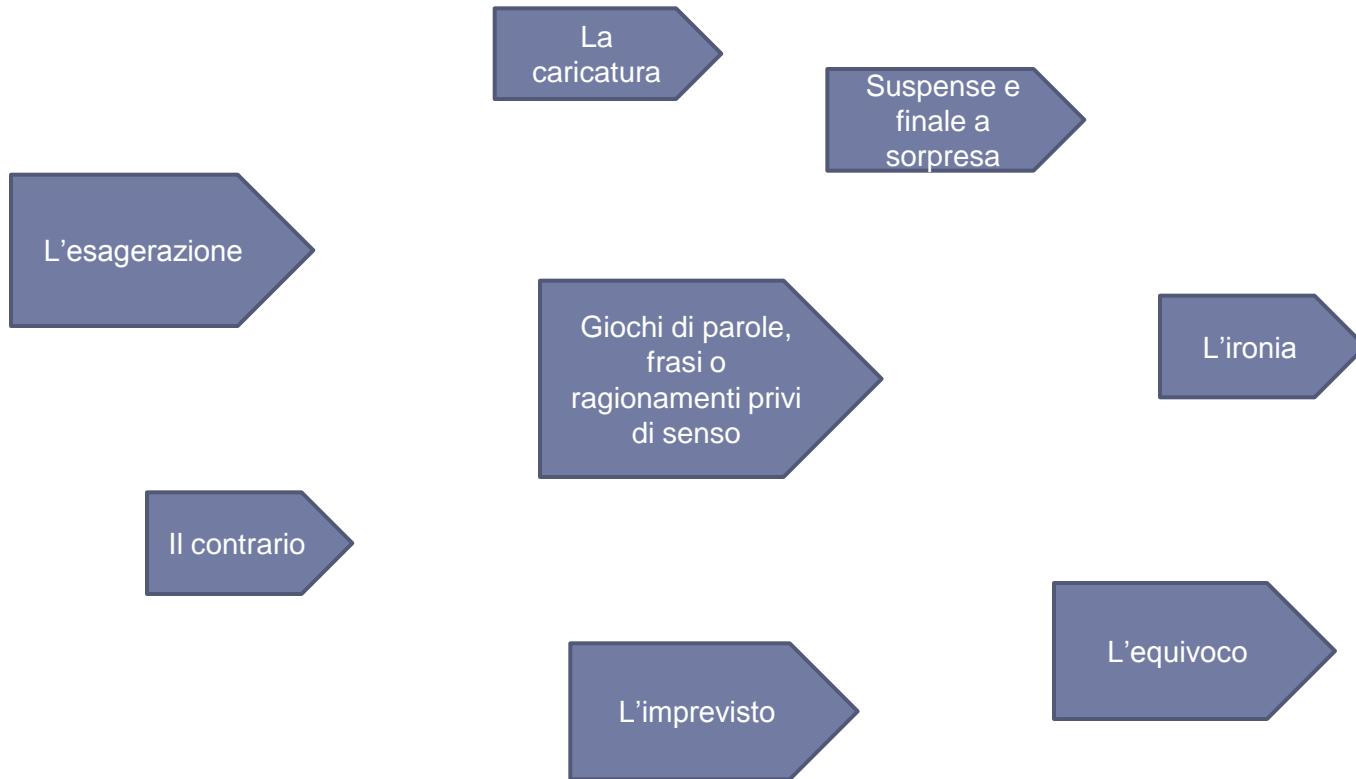 La
caricatura
Suspense e
finale a
sorpresa
L’esagerazione
Giochi di parole,
frasi o
ragionamenti privi
di senso
L’ironia
Il contrario
L’equivoco
L’imprevisto